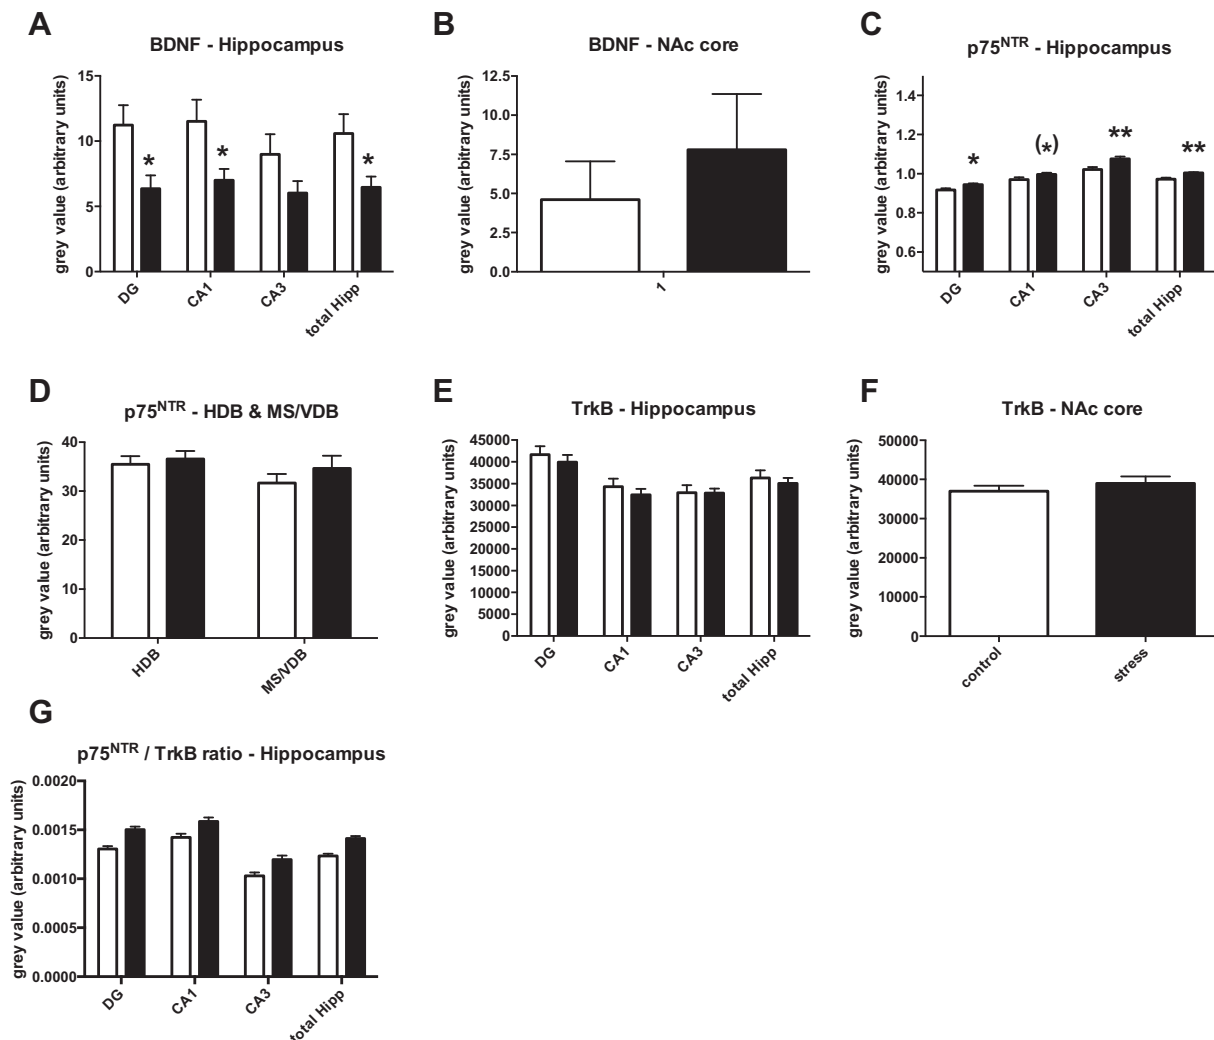 A
BDNF - Hippocampus
grey value (arbitrary units)
15
10
5
0
*
*
*
DG
CA1
CA3
total Hipp
B
BDNF - NAc core
grey value (arbitrary units)
12.5
10.0
7.5
5.0
2.5
0.0
1
C
p75NTR - Hippocampus
grey value (arbitrary units)
1.4
1.2
1.0
0.8
0.6
*
(*)
**
**
DG
CA1
CA3
total Hipp
D
p75NTR - HDB & MS/VDB
grey value (arbitrary units)
40
30
20
10
0
HDB
MS/VDB
E
TrkB - Hippocampus
grey value (arbitrary units)
45000
40000
35000
30000
25000
20000
15000
10000
5000
0
DG
CA1
CA3
total Hipp
F
TrkB - NAc core
grey value (arbitrary units)
50000
40000
30000
20000
10000
0
control
stress
G
p75NTR / TrkB ratio - Hippocampus
grey value (arbitrary units)
0.0020
0.0015
0.0010
0.0005
0.0000
DG
CA1
CA3
total Hipp